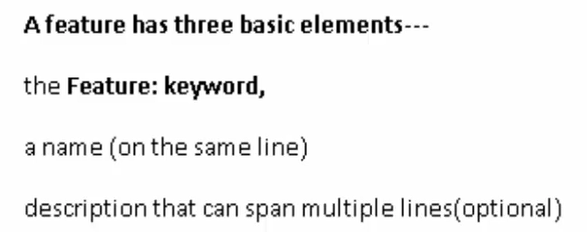 A feature has three basic elements---
the Feature: keyword,
a name (on the same line)
description that can span multiple lines(optional)